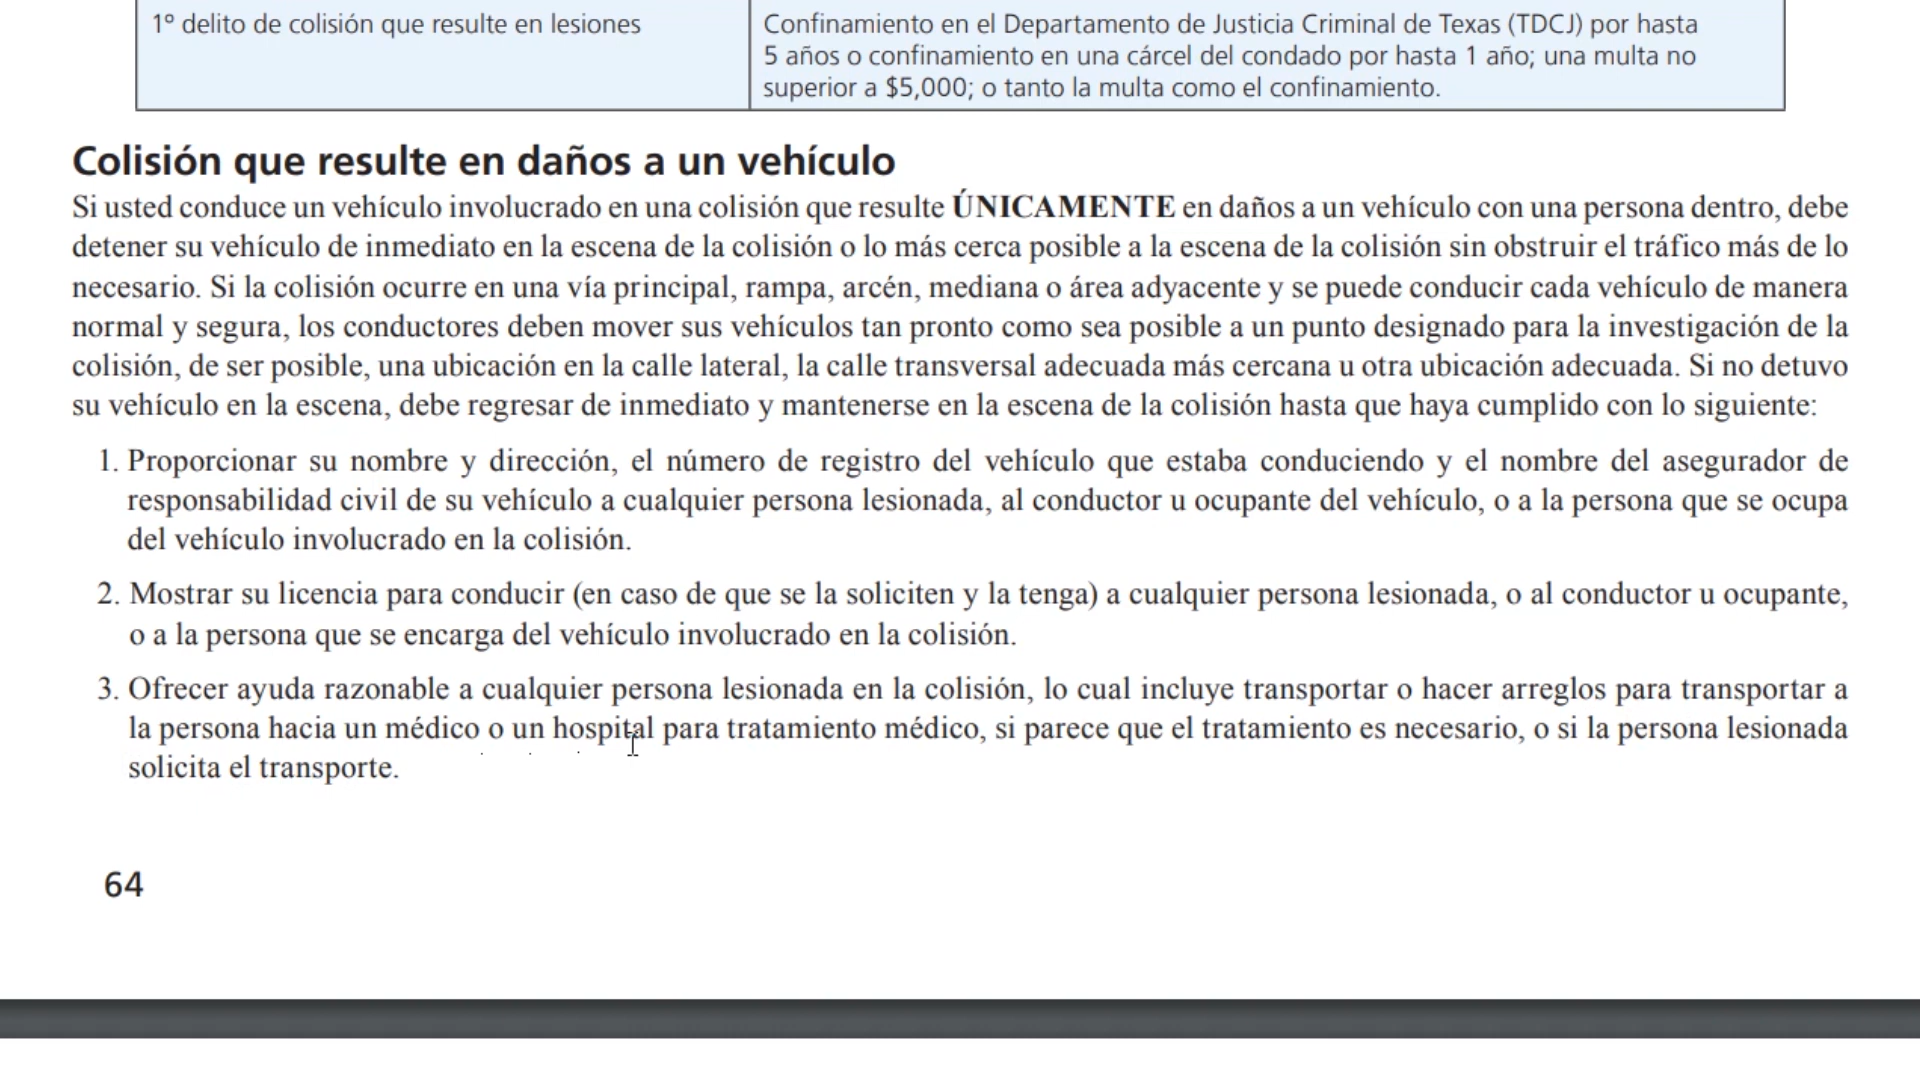 1º delito de colisión que resulte en lesiones
Confinamiento en el Departamento de Justicia Criminal de Texas (TDCJ) por hasta
5 años o confinamiento en una cárcel del condado por hasta 1 año; una multa no
superior a $5,000; o tanto la multa como el confinamiento.
Colisión que resulte en daños a un vehículo
Si usted conduce un vehículo involucrado en una colisión que resulte ÚNICAMENTE en daños a un vehículo con una persona dentro, debe
detener su vehículo de inmediato en la escena de la colisión o lo más cerca posible a la escena de la colisión sin obstruir el tráfico más de lo
necesario. Si la colisión ocurre en una vía principal, rampa, arcén, mediana o área adyacente y se puede conducir cada vehículo de manera
normal y segura, los conductores deben mover sus vehículos tan pronto como sea posible a un punto designado para la investigación de la
colisión, de ser posible, una ubicación en la calle lateral, la calle transversal adecuada más cercana u otra ubicación adecuada. Si no detuvo
su vehículo en la escena, debe regresar de inmediato y mantenerse en la escena de la colisión hasta que haya cumplido con lo siguiente:
1. Proporcionar su nombre y dirección, el número de registro del vehículo que estaba conduciendo y el nombre del asegurador de
responsabilidad civil de su vehículo a cualquier persona lesionada, al conductor u ocupante del vehículo, o a la persona que se ocupa
del vehículo involucrado en la colisión.
2. Mostrar su licencia para conducir (en caso de que se la soliciten y la tenga) a cualquier persona lesionada, o al conductor u ocupante,
o a la persona que se encarga del vehículo involucrado en la colisión.
3. Ofrecer ayuda razonable a cualquier persona lesionada en la colisión, lo cual incluye transportar o hacer arreglos para transportar a
la persona hacia un médico o un hospital para tratamiento médico, si parece que el tratamiento es necesario, o si la persona lesionada
solicita el transporte.
64